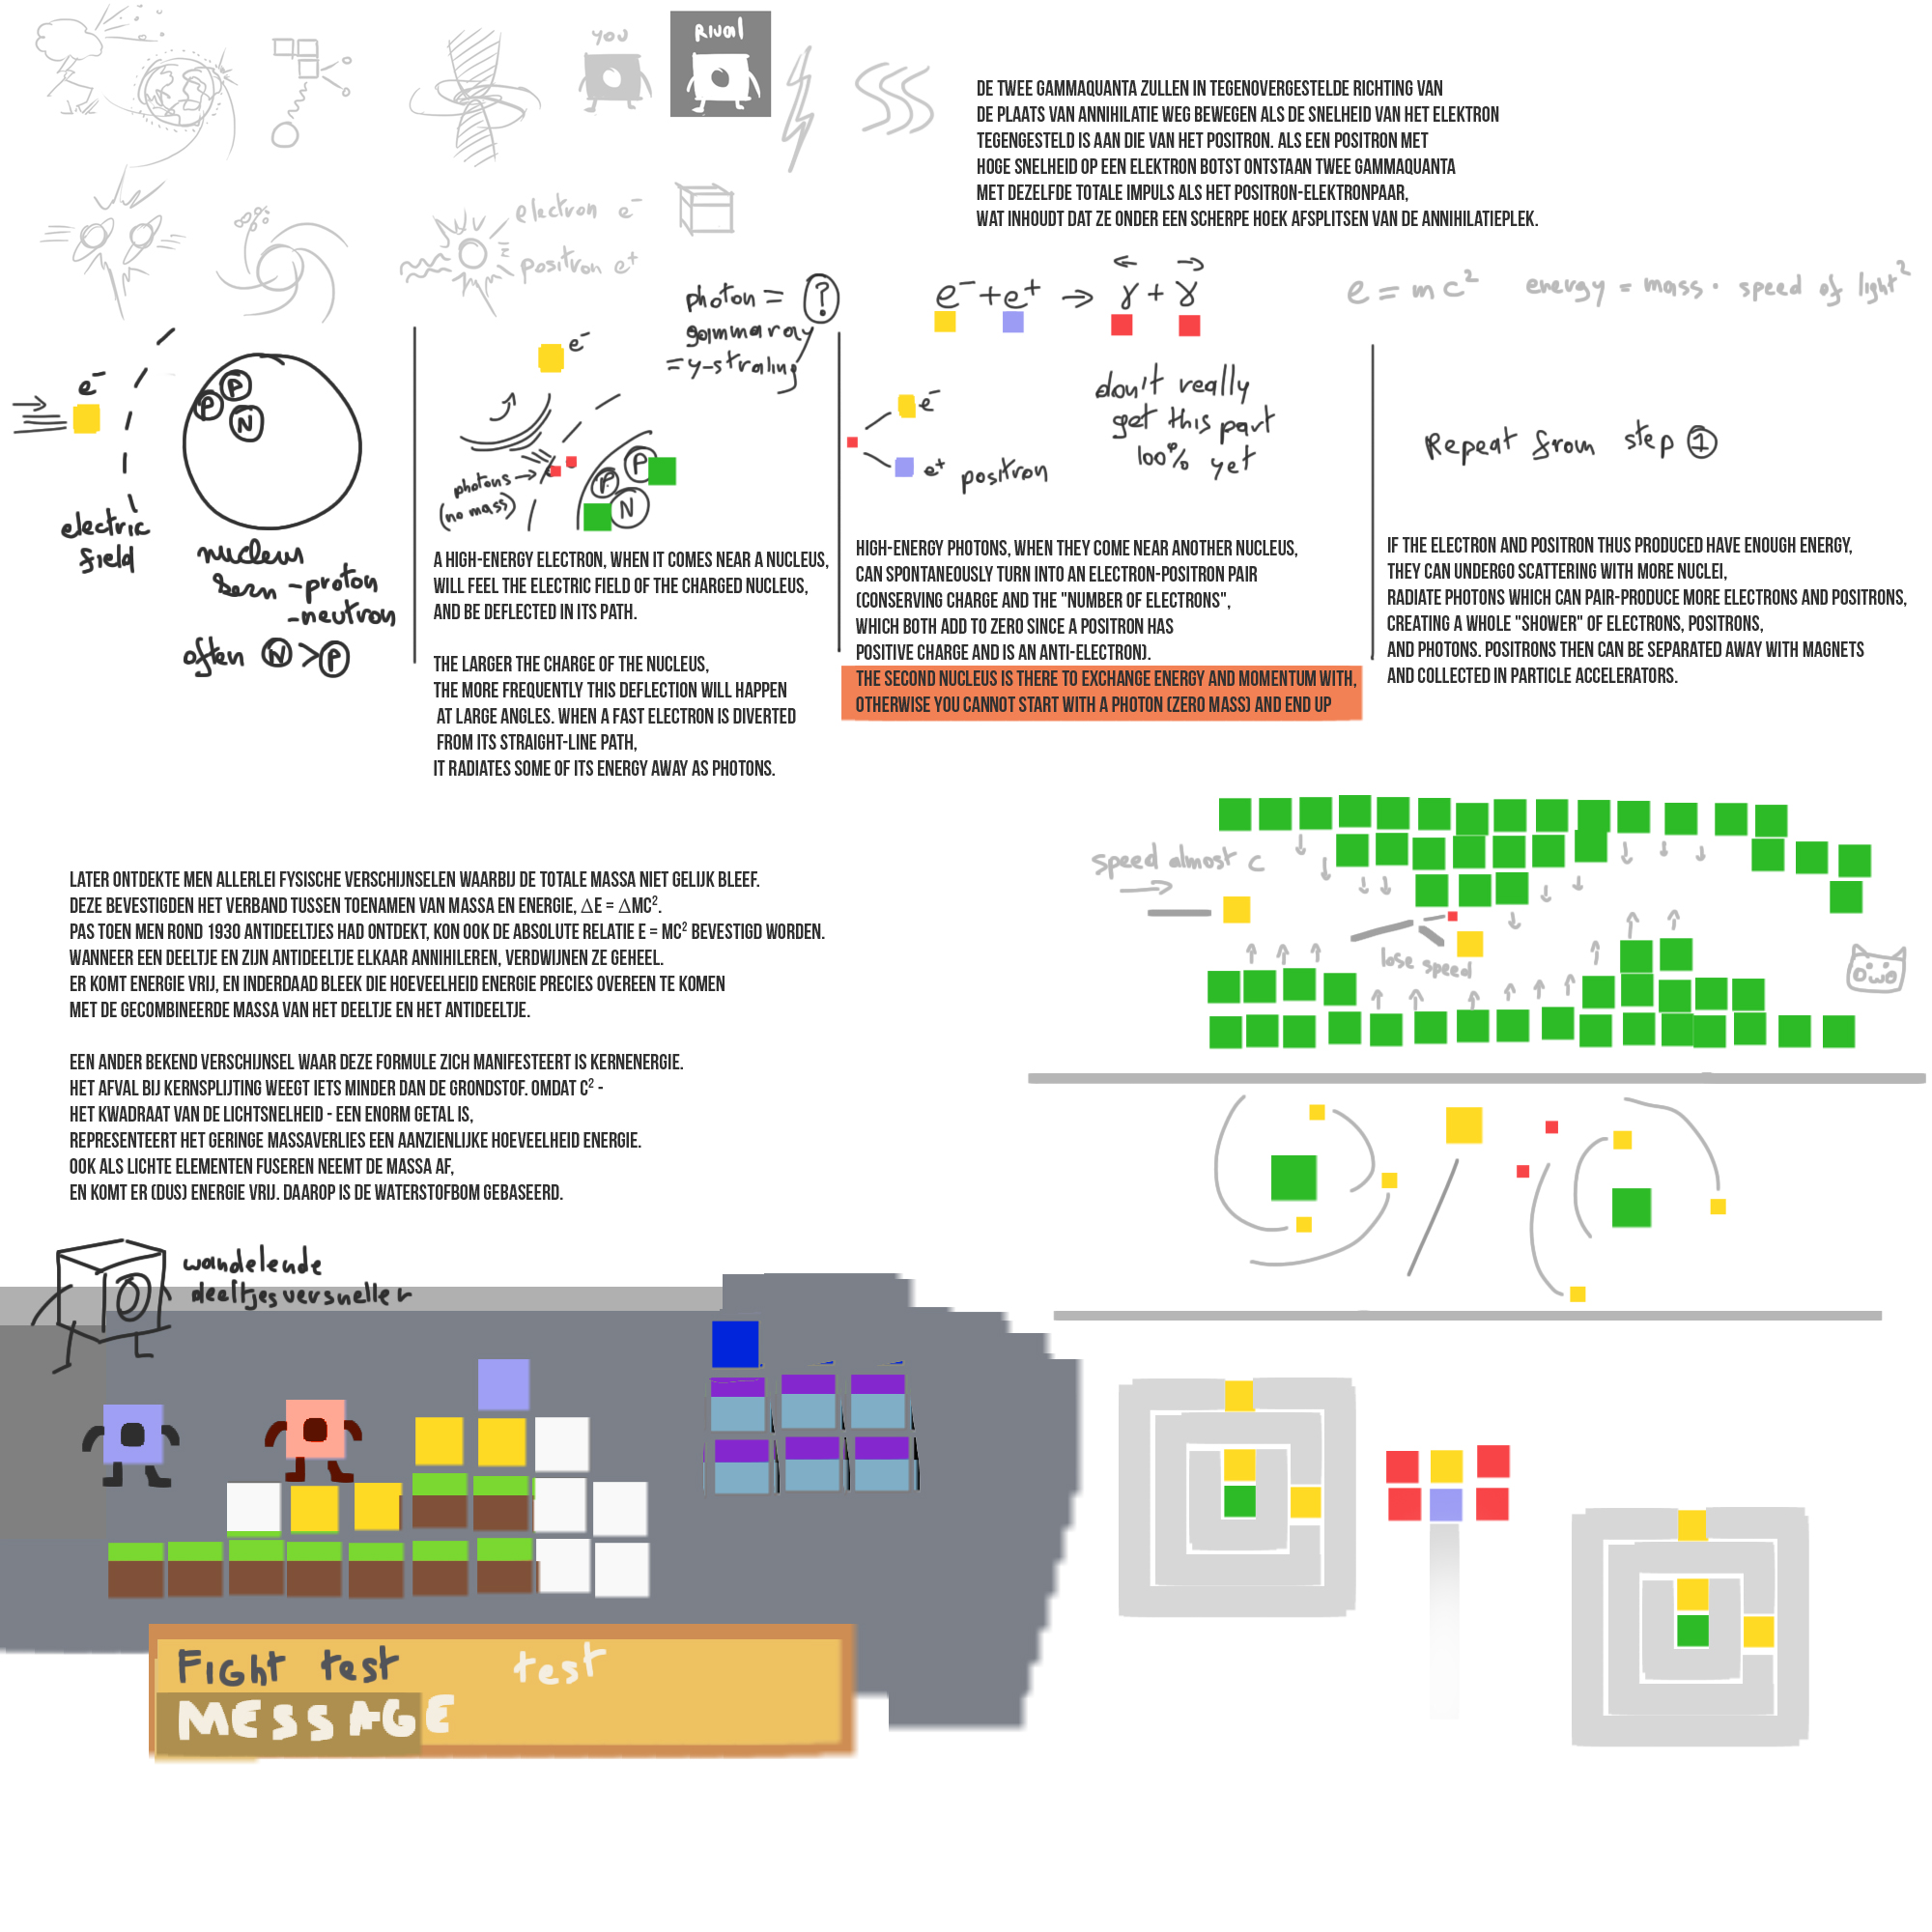 you
Rival
DE TWEE GAMMAQUANTA ZULLEN IN TEGENOVERGESTELDE RICHTING VAN
DE PLAATS VAN ANNIHILATIE WEG BEWEGEN ALS DE SNELHEID VAN HET ELEKTRON
TEGENGESTELD IS AAN DIE VAN HET POSITRON. ALS EEN POSITRON MET
HOGE SNELHEID OP EEN ELEKTRON BOTST ONTSTAAN TWEE GAMMAQUANTA
MET DEZELFDE TOTALE IMPULS ALS HET POSITRON-ELEKTRONPAAR,
WAT INHOUDT DAT ZE ONDER EEN SCHERPE HOEK AFSPLITSEN VAN DE ANNIHILATIEPLEK.
electron e⁻
positron e⁺
photon = ?
gammaray
= γ-straling
e⁻ + e⁺ → γ + γ
e = mc² energy = mass · speed of light²
e⁻
electric
field
P
P
N
nucleus
- proton
- neutron
often N > P
e⁻
photons →
(no mass)
P
P
N
A HIGH-ENERGY ELECTRON, WHEN IT COMES NEAR A NUCLEUS,
WILL FEEL THE ELECTRIC FIELD OF THE CHARGED NUCLEUS,
AND BE DEFLECTED IN ITS PATH.
THE LARGER THE CHARGE OF THE NUCLEUS,
THE MORE FREQUENTLY THIS DEFLECTION WILL HAPPEN
AT LARGE ANGLES. WHEN A FAST ELECTRON IS DIVERTED
FROM ITS STRAIGHT-LINE PATH,
IT RADIATES SOME OF ITS ENERGY AWAY AS PHOTONS.
e⁻
e⁺ positron
don't really
get this part
100% yet
HIGH-ENERGY PHOTONS, WHEN THEY COME NEAR ANOTHER NUCLEUS,
CAN SPONTANEOUSLY TURN INTO AN ELECTRON-POSITRON PAIR
(CONSERVING CHARGE AND THE "NUMBER OF ELECTRONS",
WHICH BOTH ADD TO ZERO SINCE A POSITRON HAS
POSITIVE CHARGE AND IS AN ANTI-ELECTRON).
THE SECOND NUCLEUS IS THERE TO EXCHANGE ENERGY AND MOMENTUM WITH,
OTHERWISE YOU CANNOT START WITH A PHOTON (ZERO MASS) AND END UP
Repeat from step 1
IF THE ELECTRON AND POSITRON THUS PRODUCED HAVE ENOUGH ENERGY,
THEY CAN UNDERGO SCATTERING WITH MORE NUCLEI,
RADIATE PHOTONS WHICH CAN PAIR-PRODUCE MORE ELECTRONS AND POSITRONS,
CREATING A WHOLE "SHOWER" OF ELECTRONS, POSITRONS,
AND PHOTONS. POSITRONS THEN CAN BE SEPARATED AWAY WITH MAGNETS
AND COLLECTED IN PARTICLE ACCELERATORS.
LATER ONTDEKTE MEN ALLERLEI FYSISCHE VERSCHIJNSELEN WAARBIJ DE TOTALE MASSA NIET GELIJK BLEEF.
DEZE BEVESTIGDEN HET VERBAND TUSSEN TOENAMEN VAN MASSA EN ENERGIE, ΔE = ΔMC².
PAS TOEN MEN ROND 1930 ANTIDEELTJES HAD ONTDEKT, KON OOK DE ABSOLUTE RELATIE E = MC² BEVESTIGD WORDEN.
WANNEER EEN DEELTJE EN ZIJN ANTIDEELTJE ELKAAR ANNIHILEREN, VERDWIJNEN ZE GEHEEL.
ER KOMT ENERGIE VRIJ, EN INDERDAAD BLEEK DIE HOEVEELHEID ENERGIE PRECIES OVEREEN TE KOMEN
MET DE GECOMBINEERDE MASSA VAN HET DEELTJE EN HET ANTIDEELTJE.
EEN ANDER BEKEND VERSCHIJNSEL WAAR DEZE FORMULE ZICH MANIFESTEERT IS KERNENERGIE.
HET AFVAL BIJ KERNSPLIJTING WEEGT IETS MINDER DAN DE GRONDSTOF. OMDAT C² -
HET KWADRAAT VAN DE LICHTSNELHEID - EEN ENORM GETAL IS,
REPRESENTEERT HET GERINGE MASSAVERLIES EEN AANZIENLIJKE HOEVEELHEID ENERGIE.
OOK ALS LICHTE ELEMENTEN FUSEREN NEEMT DE MASSA AF,
EN KOMT ER (DUS) ENERGIE VRIJ. DAAROP IS DE WATERSTOFBOM GEBASEERD.
speed almost c
lose speed
owo
wandelende
deeltjesversneller
Fight test test
MESSAGE